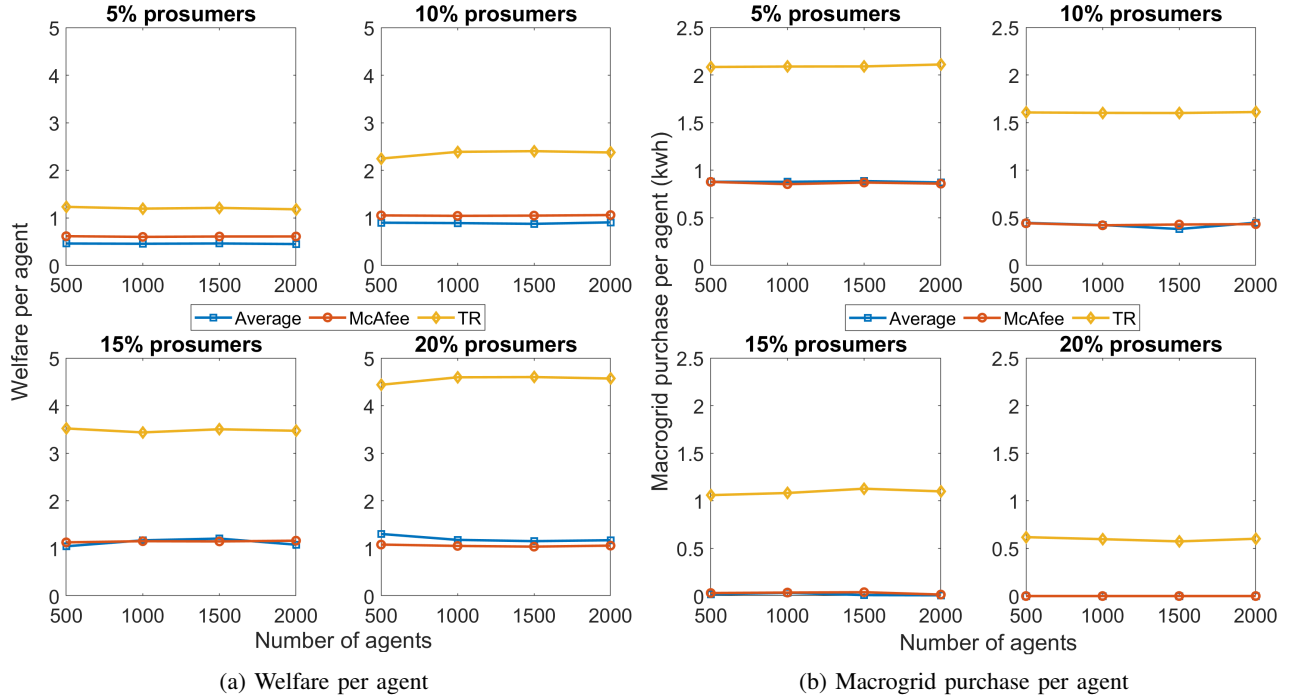 5% prosumers
10% prosumers
5
4
3
2
1
0
500 1000 1500 2000
5
4
3
2
1
0
500 1000 1500 2000
Average McAfee TR
15% prosumers
20% prosumers
5
4
3
2
1
0
500 1000 1500 2000
5
4
3
2
1
0
500 1000 1500 2000
Welfare per agent
Number of agents
(a) Welfare per agent
5% prosumers
10% prosumers
2.5
2
1.5
1
0.5
0
500 1000 1500 2000
2.5
2
1.5
1
0.5
0
500 1000 1500 2000
Average McAfee TR
15% prosumers
20% prosumers
2.5
2
1.5
1
0.5
0
500 1000 1500 2000
2.5
2
1.5
1
0.5
0
500 1000 1500 2000
Macrogrid purchase per agent (kwh)
Number of agents
(b) Macrogrid purchase per agent